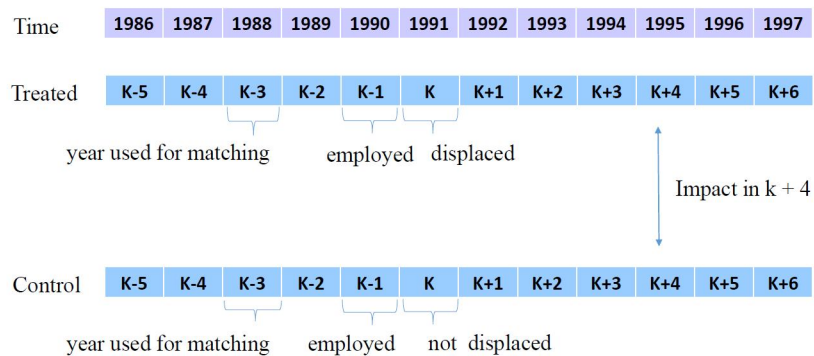 Time 1986 1987 1988 1989 1990 1991 1992 1993 1994 1995 1996 1997
Treated K-5 K-4 K-3 K-2 K-1 K K+1 K+2 K+3 K+4 K+5 K+6
year used for matching employed displaced
Impact in k + 4
Control K-5 K-4 K-3 K-2 K-1 K K+1 K+2 K+3 K+4 K+5 K+6
year used for matching employed not displaced